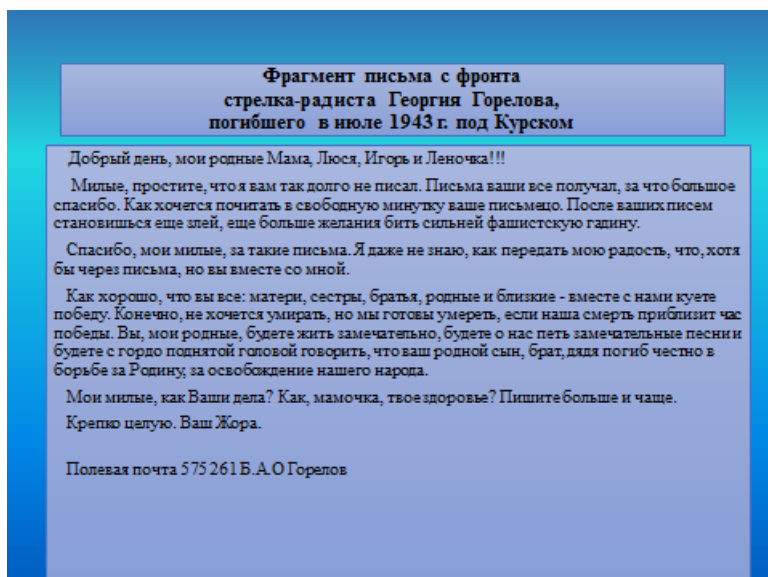 Фрагмент письма с фронта
стрелка-радиста Георгия Горелова,
погибшего в июле 1943 г. под Курском
Добрый день, мои родные Мама, Люся, Игорь и Леночка!!!
Милые, простите, что я вам так долго не писал. Письма ваши все получал, за что большое
спасибо. Как хочется почитать в свободную минутку ваше письмецо. После ваших писем
становишься еще злей, еще больше желания бить сильней фашистскую гадину.
Спасибо, мои милые, за такие письма. Я даже не знаю, как передать мою радость, что, хотя
бы через письма, но вы вместе со мной.
Как хорошо, что вы все: матери, сестры, братья, родные и близкие - вместе с нами куете
победу. Конечно, не хочется умирать, но мы готовы умереть, если наша смерть приблизит час
победы. Вы, мои родные, будете жить замечательно, будете о нас петь замечательные песни и
будете с гордо поднятой головой говорить, что ваш родной сын, брат, дядя погиб честно в
борьбе за Родину, за освобождение нашего народа.
Мои милые, как Ваши дела? Как, мамочка, твое здоровье? Пишите больше и чаще.
Крепко целую. Ваш Жора.
Полевая почта 575 261 Б.А.О Горелов